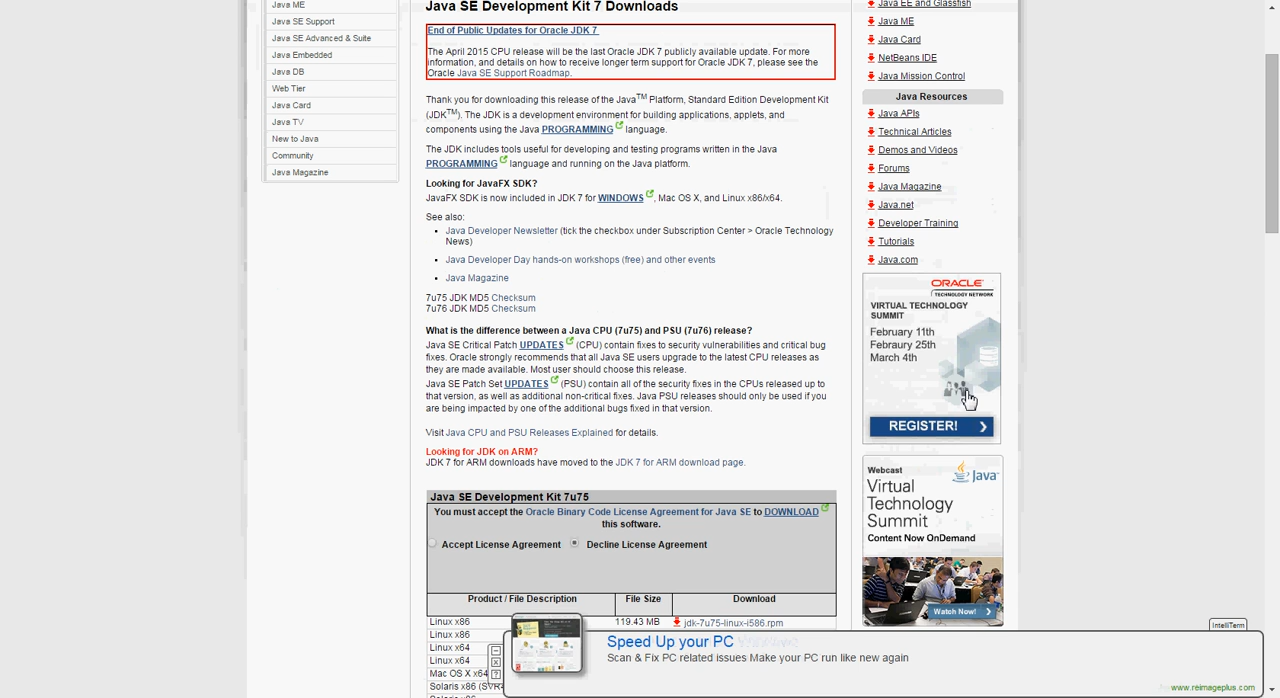 Java ME
Java SE Support
Java SE Advanced & Suite
Java Embedded
Java DB
Web Tier
Java Card
Java TV
New to Java
Community
Java Magazine
Java SE Development Kit 7 Downloads
End of Public Updates for Oracle JDK 7
The April 2015 CPU release will be the last Oracle JDK 7 publicly available update. For more
information, and details on how to receive longer term support for Oracle JDK 7, please see the
Oracle Java SE Support Roadmap.
Thank you for downloading this release of the Java™ Platform, Standard Edition Development Kit
(JDK™). The JDK is a development environment for building applications, applets, and
components using the Java PROGRAMMING language.
The JDK includes tools useful for developing and testing programs written in the Java
PROGRAMMING language and running on the Java platform.
Looking for JavaFX SDK?
JavaFX SDK is now included in JDK 7 for WINDOWS, Mac OS X, and Linux x86/x64.
See also:
Java Developer Newsletter (tick the checkbox under Subscription Center > Oracle Technology
News)
Java Developer Day hands-on workshops (free) and other events
Java Magazine
7u75 JDK MD5 Checksum
7u76 JDK MD5 Checksum
What is the difference between a Java CPU (7u75) and PSU (7u76) release?
Java SE Critical Patch UPDATES (CPU) contain fixes to security vulnerabilities and critical bug
fixes. Oracle strongly recommends that all Java SE users upgrade to the latest CPU releases as
they are made available. Most user should choose this release.
Java SE Patch Set UPDATES (PSU) contain all of the security fixes in the CPUs released up to
that version, as well as additional non-critical fixes. Java PSU releases should only be used if you
are being impacted by one of the additional bugs fixed in that version.
Visit Java CPU and PSU Releases Explained for details.
Looking for JDK on ARM?
JDK 7 for ARM downloads have moved to the JDK 7 for ARM download page.
Java SE Development Kit 7u75
You must accept the Oracle Binary Code License Agreement for Java SE to DOWNLOAD
this software.
Accept License Agreement Decline License Agreement
Product / File Description File Size Download
Linux x86 119.43 MB jdk-7u75-linux-i586.rpm
Linux x86
Linux x64
Linux x64
Mac OS X x64
Solaris x86 (SVR4
Java EE and Glassfish
Java ME
Java Card
NetBeans IDE
Java Mission Control
Java Resources
Java APIs
Technical Articles
Demos and Videos
Forums
Java Magazine
Java.net
Developer Training
Tutorials
Java.com
ORACLE
TECHNOLOGY NETWORK
VIRTUAL TECHNOLOGY
SUMMIT
February 11th
Febraury 25th
March 4th
REGISTER!
Webcast
Java
Virtual
Technology
Summit
Content Now OnDemand
Watch Now!
IntelliTerm
Speed Up your PC
Scan & Fix PC related issues Make your PC run like new again
www.reimageplus.com